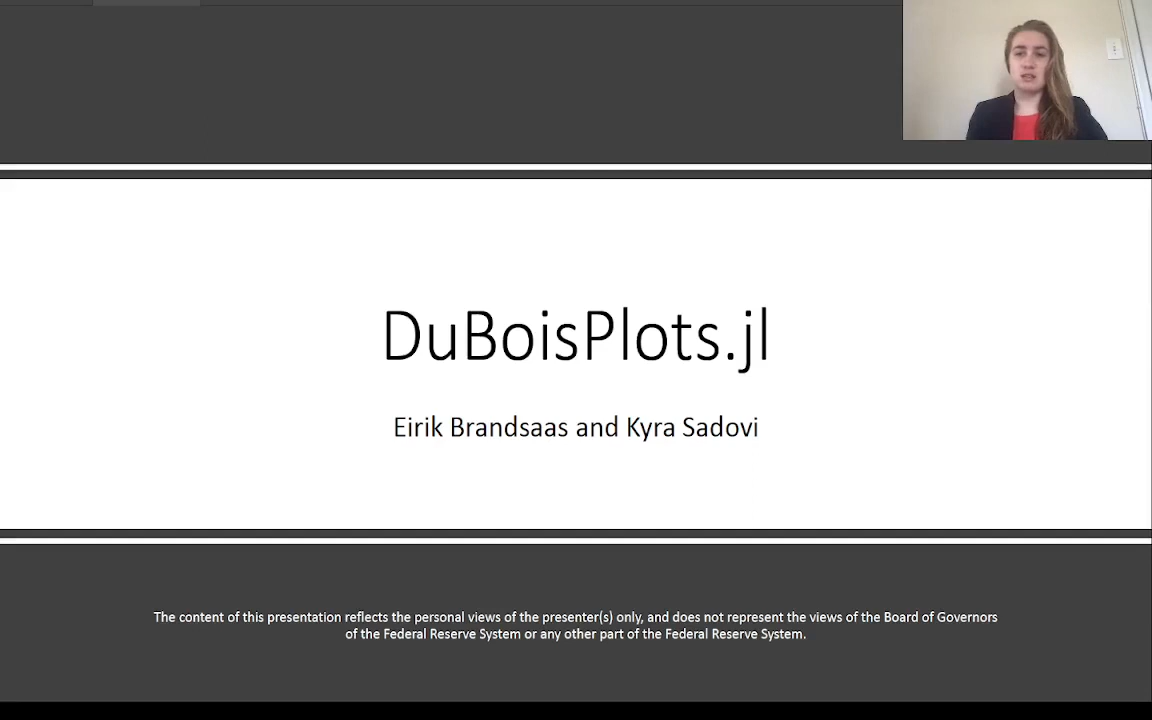 DuBoisPlots.jl
Eirik Brandsaas and Kyra Sadovi
The content of this presentation reflects the personal views of the presenter(s) only, and does not represent the views of the Board of Governors
of the Federal Reserve System or any other part of the Federal Reserve System.